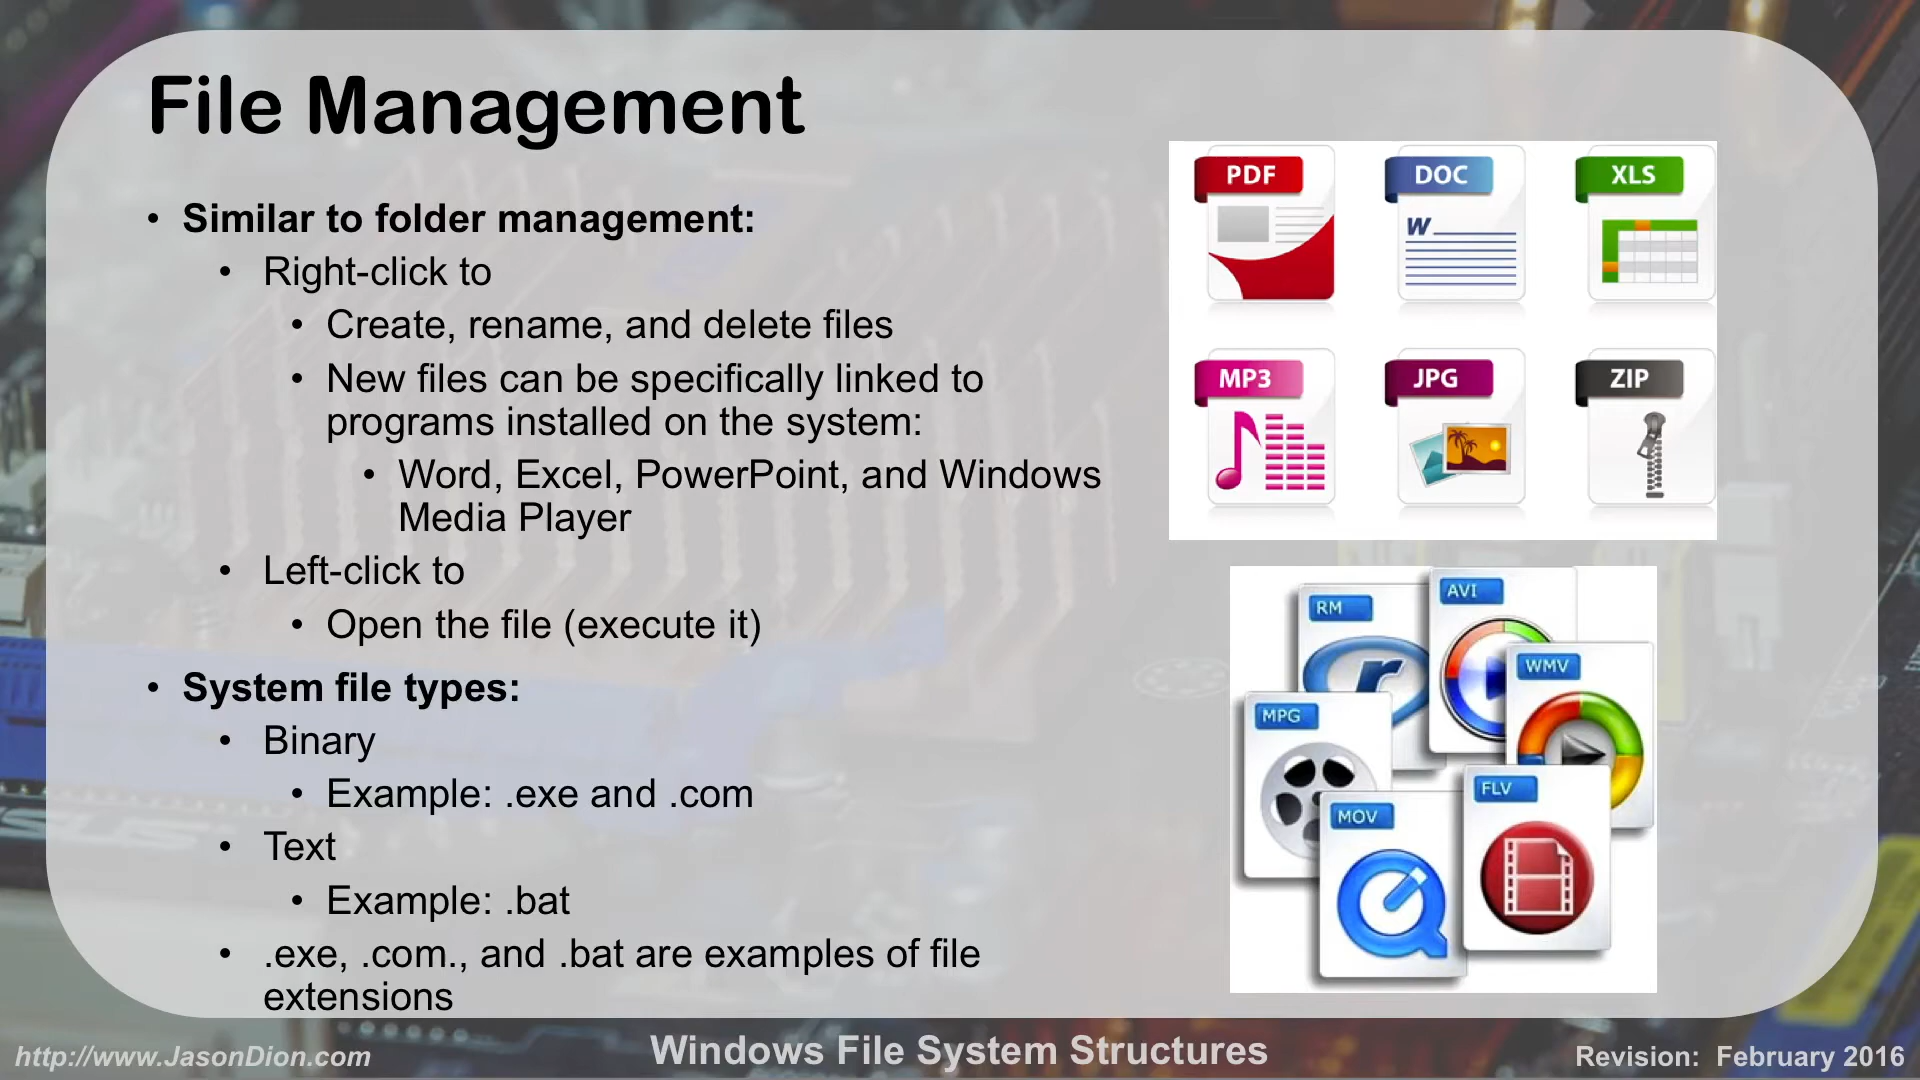 File Management
• Similar to folder management:
• Right-click to
• Create, rename, and delete files
• New files can be specifically linked to
programs installed on the system:
• Word, Excel, PowerPoint, and Windows
Media Player
• Left-click to
• Open the file (execute it)
• System file types:
• Binary
• Example: .exe and .com
• Text
• Example: .bat
• .exe, .com., and .bat are examples of file
extensions
PDF
DOC
XLS
W
MP3
JPG
ZIP
RM
AVI
r
WMV
MPG
MOV
FLV
http://www.JasonDion.com
Windows File System Structures
Revision: February 2016